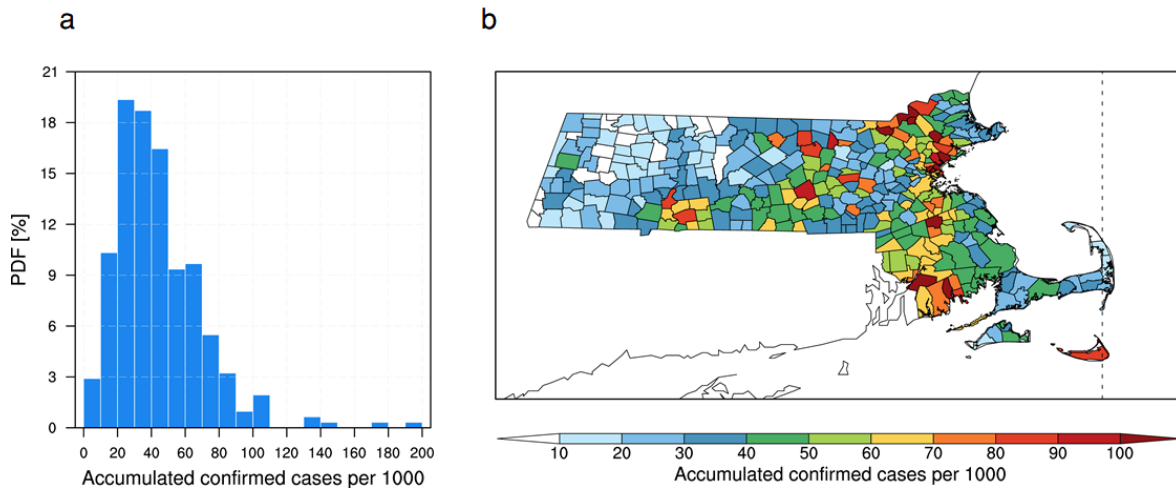 a
b
21
18
15
12
9
6
3
0
PDF [%]
0 20 40 60 80 100 120 140 160 180 200
Accumulated confirmed cases per 1000
10 20 30 40 50 60 70 80 90 100
Accumulated confirmed cases per 1000